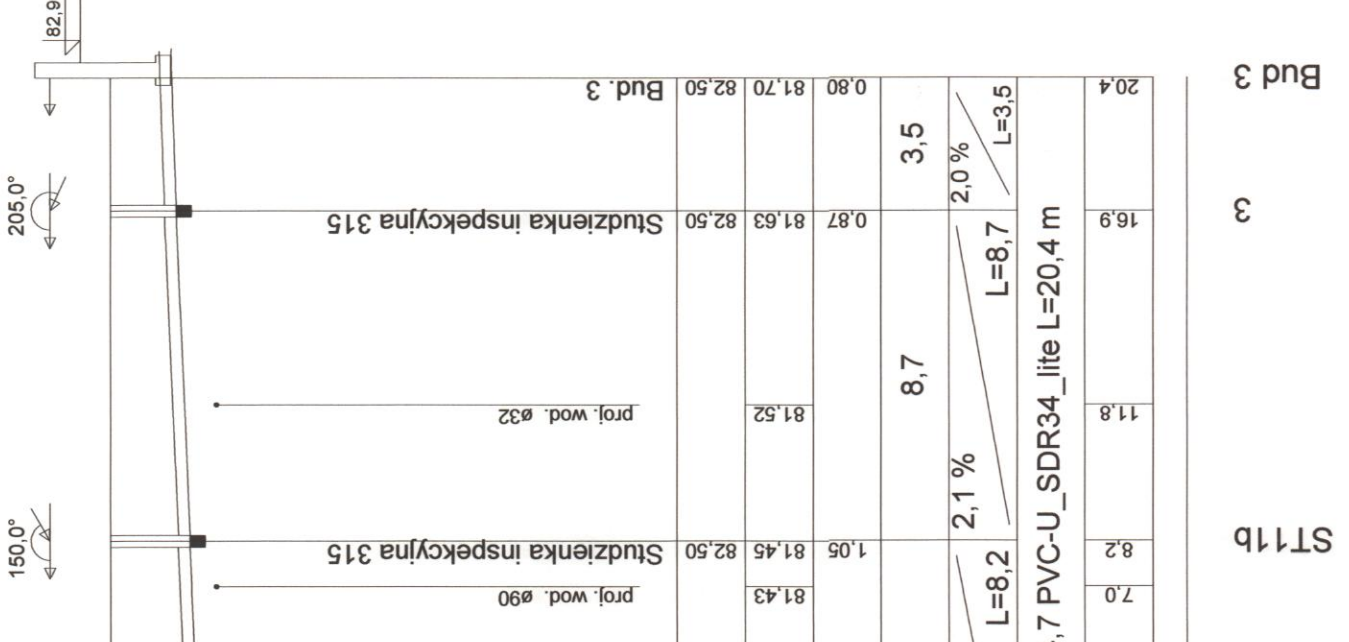 82,9
Bud. 3
82,50
81,70
0,80
20,4
Bud 3
3,5
2,0 %
L=3,5
205,0°
Studzienka inspekcyjna 315
82,50
81,63
0,87
16,9
3
8,7
2,1 %
L=8,7
proj. wod. ø32
81,52
11,8
150,0°
Studzienka inspekcyjna 315
82,50
81,45
1,05
8,2
ST11b
proj. wod. ø90
81,43
7,0
L=8,2
,7 PVC-U_SDR34_lite L=20,4 m